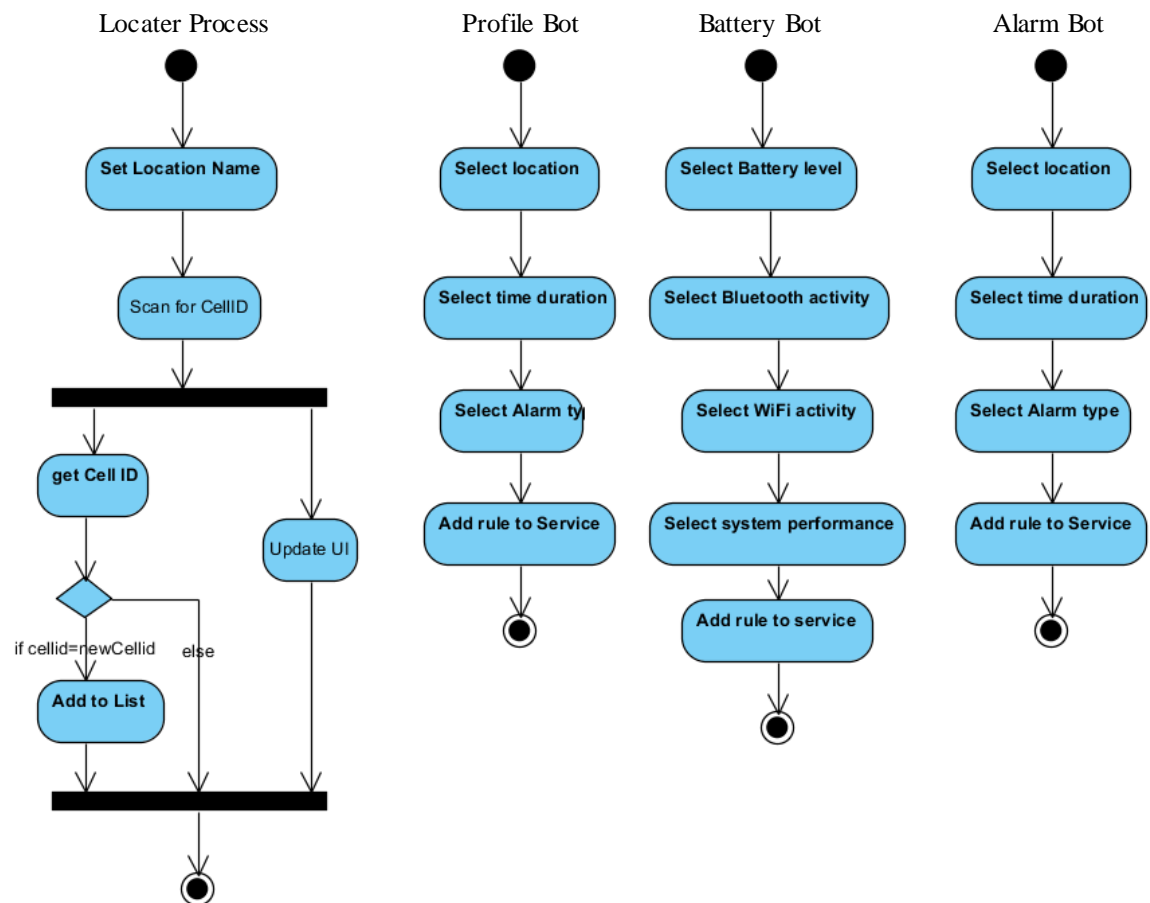 Locater Process
Set Location Name
Scan for CellID
get Cell ID
Update UI
if cellid=newCellid
else
Add to List
Profile Bot
Select location
Select time duration
Select Alarm ty
Add rule to Service
Battery Bot
Select Battery level
Select Bluetooth activity
Select WiFi activity
Select system performance
Add rule to service
Alarm Bot
Select location
Select time duration
Select Alarm type
Add rule to Service